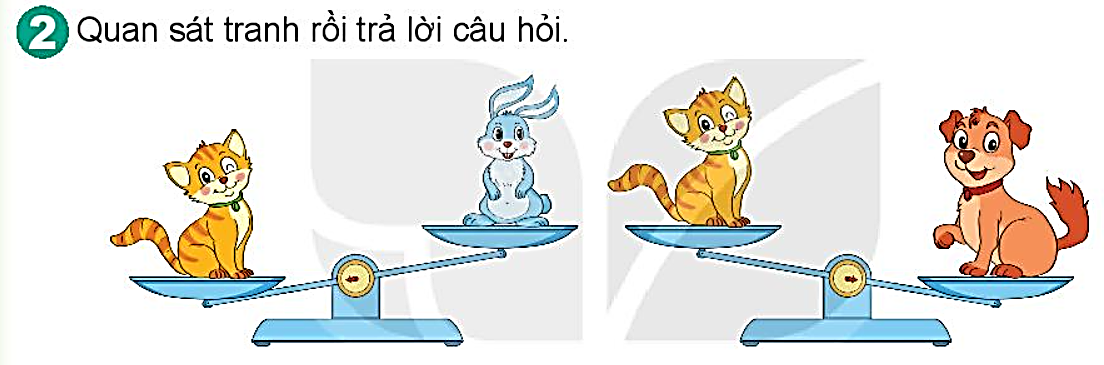 2 Quan sát tranh rồi trả lời câu hỏi.